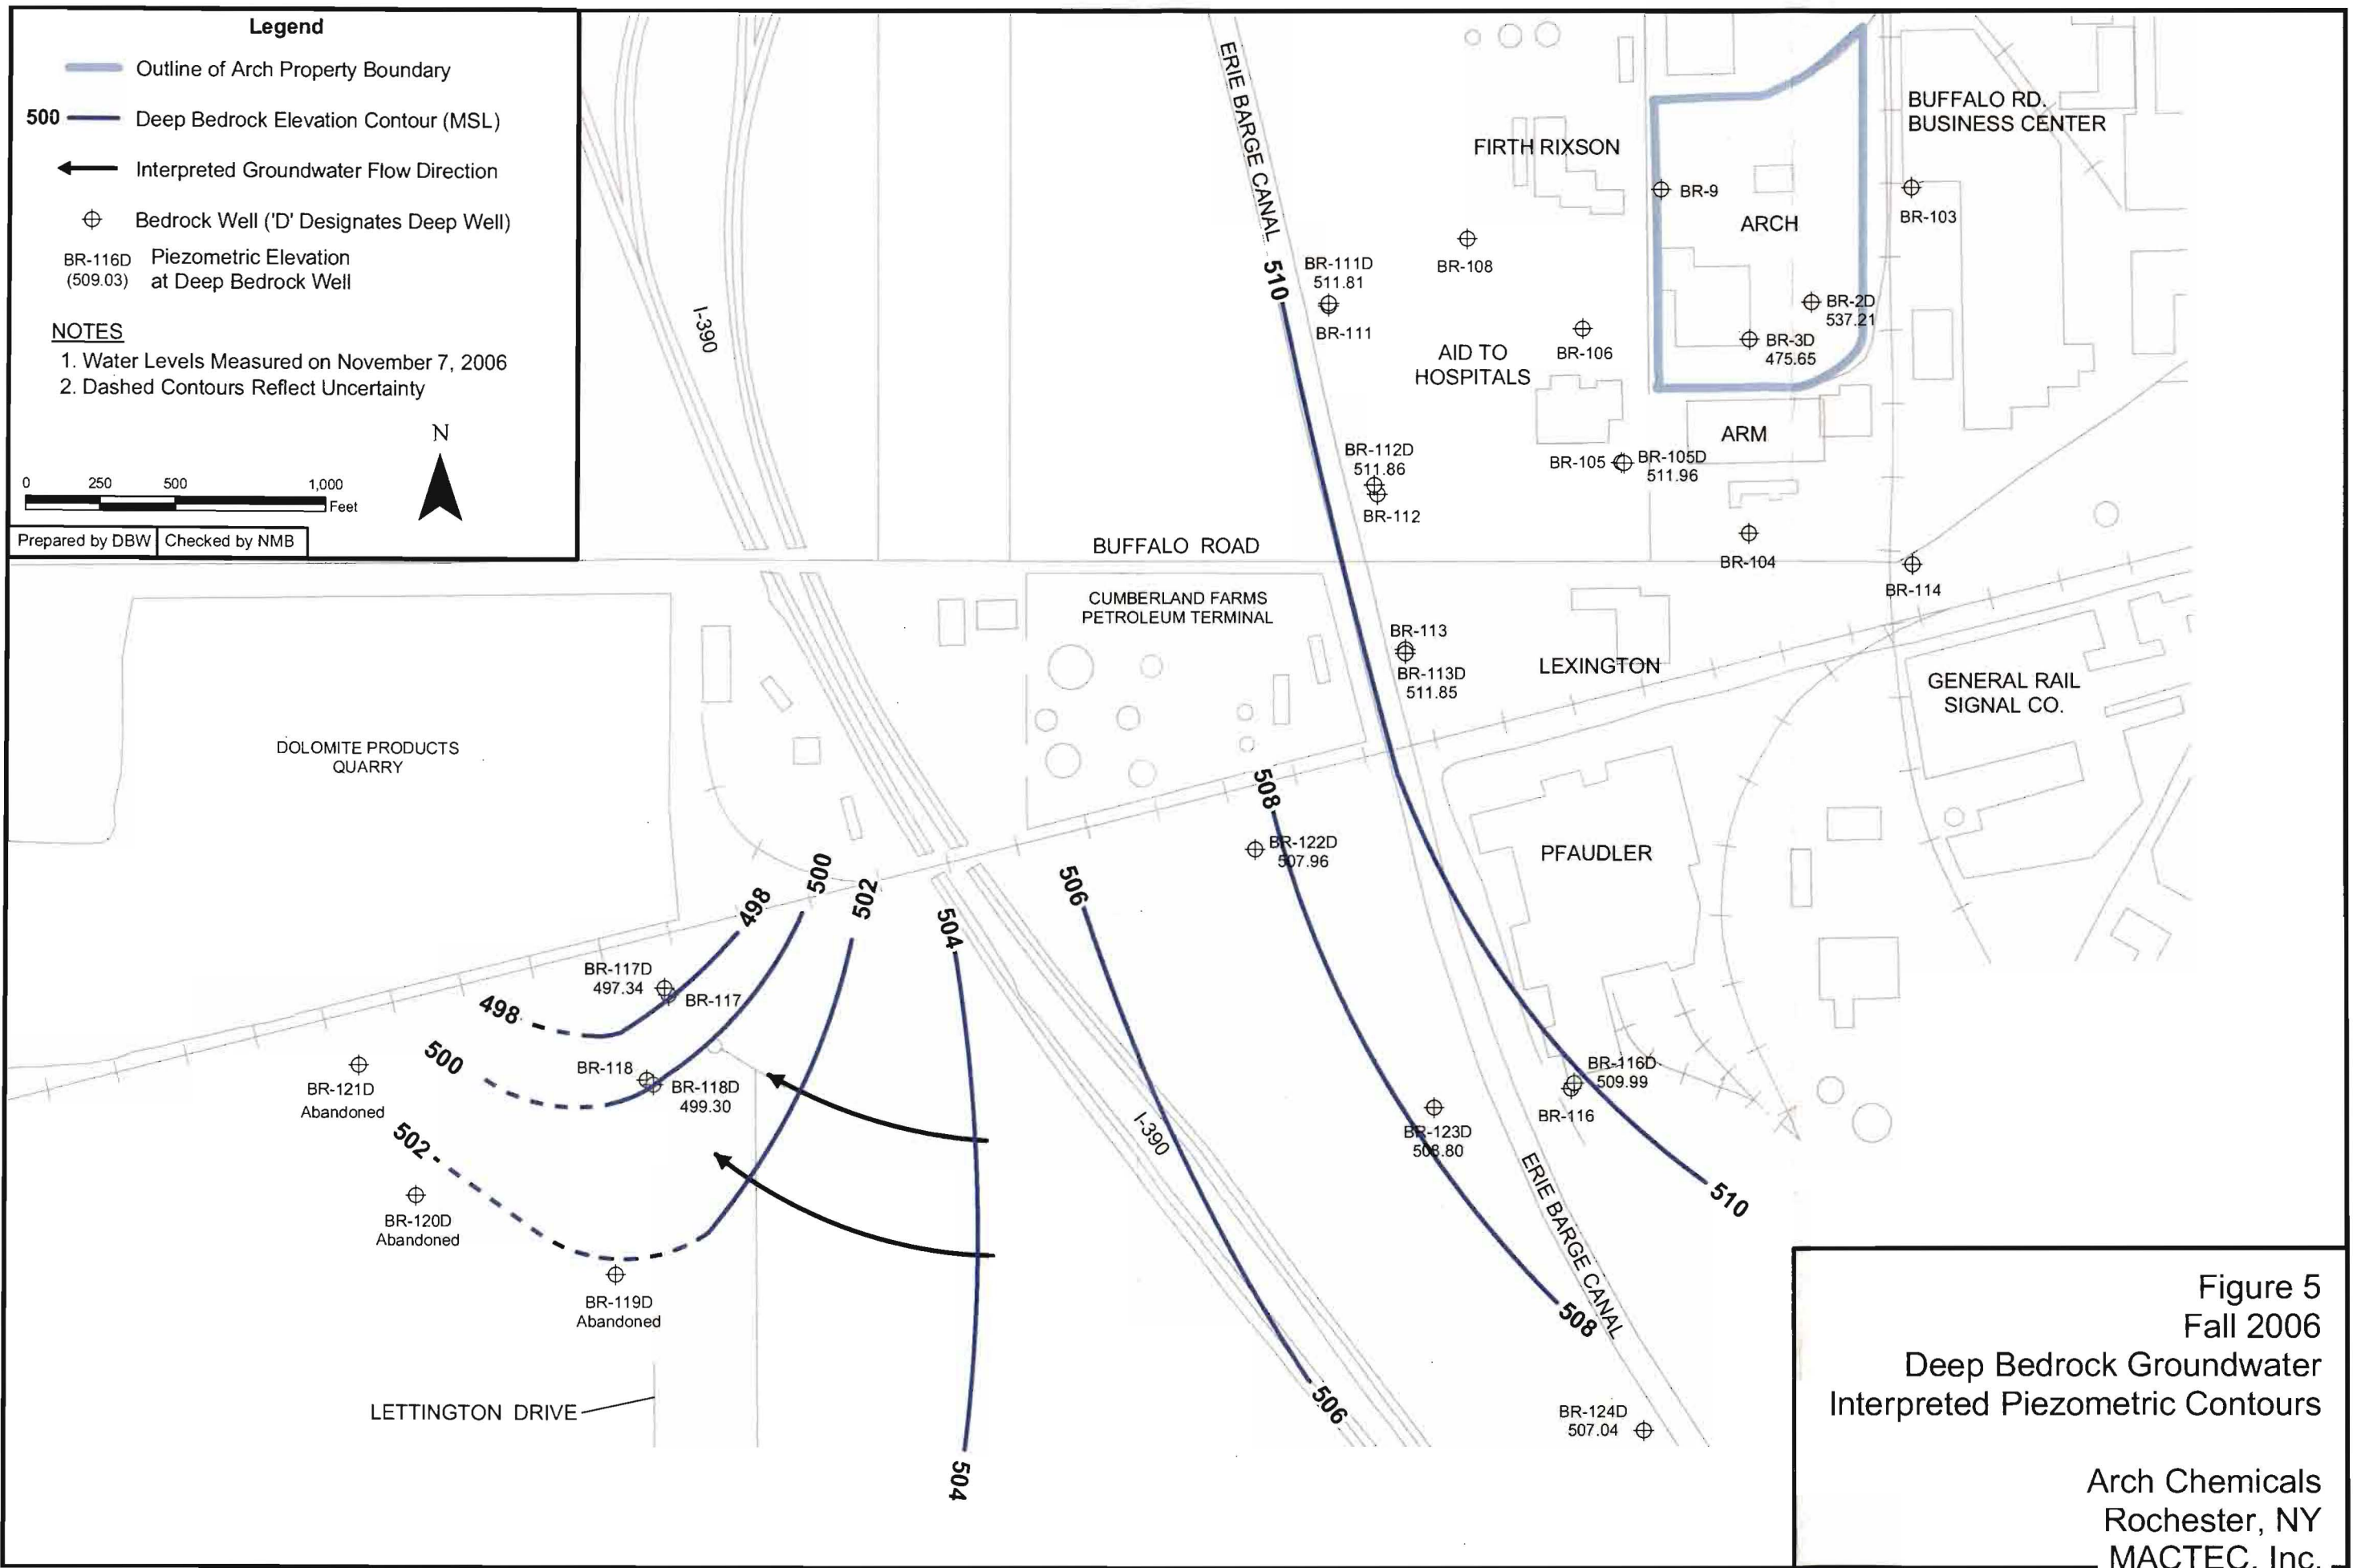 Legend
Outline of Arch Property Boundary
500 Deep Bedrock Elevation Contour (MSL)
Interpreted Groundwater Flow Direction
Bedrock Well ('D' Designates Deep Well)
BR-116D
(509.03)
Piezometric Elevation
at Deep Bedrock Well
NOTES
1. Water Levels Measured on November 7, 2006
2. Dashed Contours Reflect Uncertainty
N
0 250 500 1,000
Feet
Prepared by DBW
Checked by NMB
I-390
ERIE BARGE CANAL
510
FIRTH RIXSON
BUFFALO RD.
BUSINESS CENTER
BR-9
ARCH
BR-103
BR-108
BR-111D
511.81
BR-111
BR-2D
537.21
BR-3D
475.65
BR-106
AID TO
HOSPITALS
ARM
BR-112D
511.86
BR-112
BR-105
BR-105D
511.96
BUFFALO ROAD
BR-104
BR-114
CUMBERLAND FARMS
PETROLEUM TERMINAL
BR-113
BR-113D
511.85
LEXINGTON
GENERAL RAIL
SIGNAL CO.
DOLOMITE PRODUCTS
QUARRY
508
BR-122D
507.96
PFAUDLER
498
500
502
504
506
BR-117D
497.34
BR-117
498
500
BR-118
BR-118D
499.30
BR-121D
Abandoned
502
BR-120D
Abandoned
BR-119D
Abandoned
I-390
BR-123D
508.80
BR-116D
509.99
BR-116
510
ERIE BARGE CANAL
508
506
504
LETTINGTON DRIVE
BR-124D
507.04
Figure 5
Fall 2006
Deep Bedrock Groundwater
Interpreted Piezometric Contours
Arch Chemicals
Rochester, NY
MACTEC, Inc.